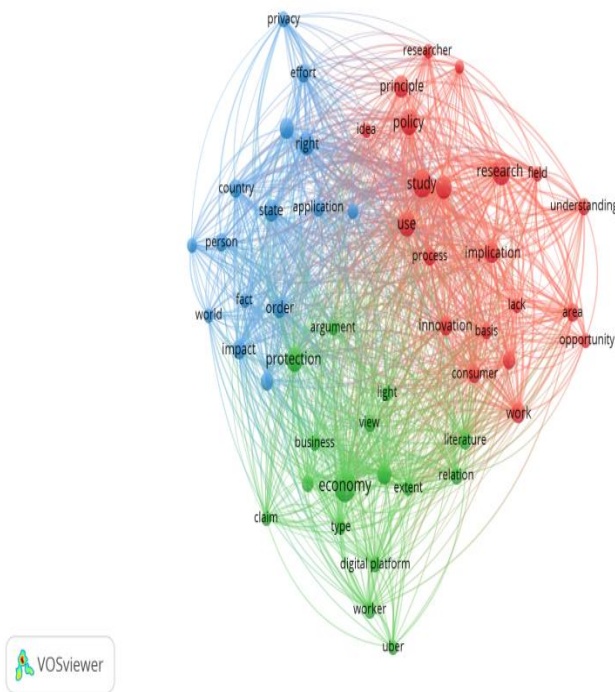 privacy
researcher
effort
principle
policy
idea
right
research
field
study
country
understanding
application
state
use
person
process
implication
fact
lack
world
order
area
argument
innovation
basis
opportunity
impact
protection
consumer
light
work
view
business
literature
relation
economy
extent
claim
type
digital platform
worker
uber
VOSviewer